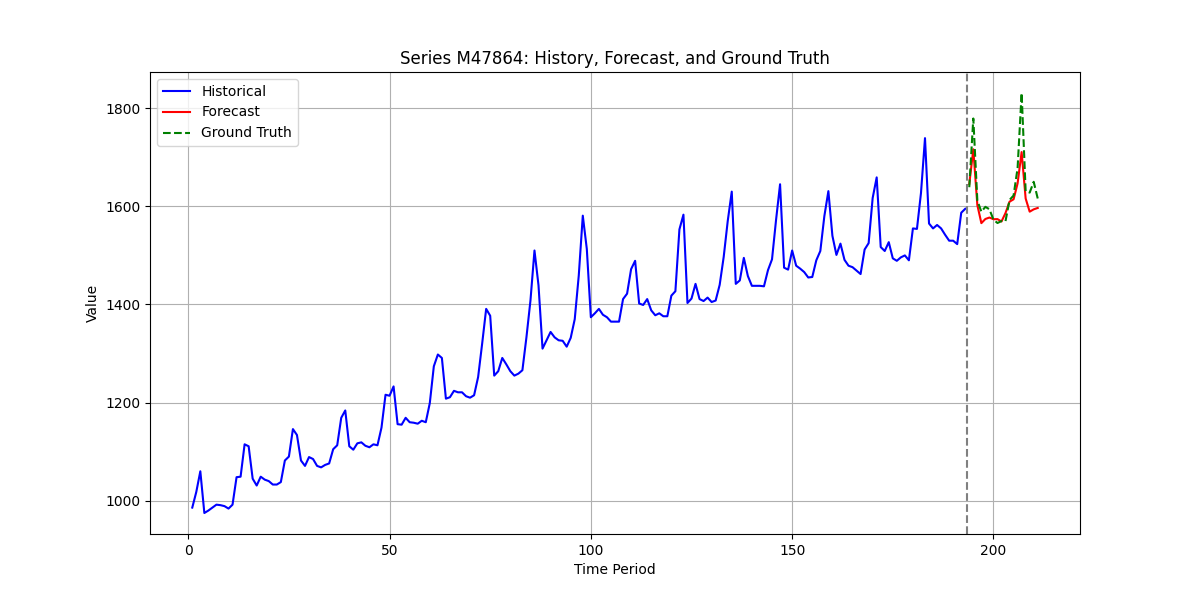 Series M47864: History, Forecast, and Ground Truth
Historical
Forecast
Ground Truth
Value
1800
1600
1400
1200
1000
0 50 100 150 200
Time Period